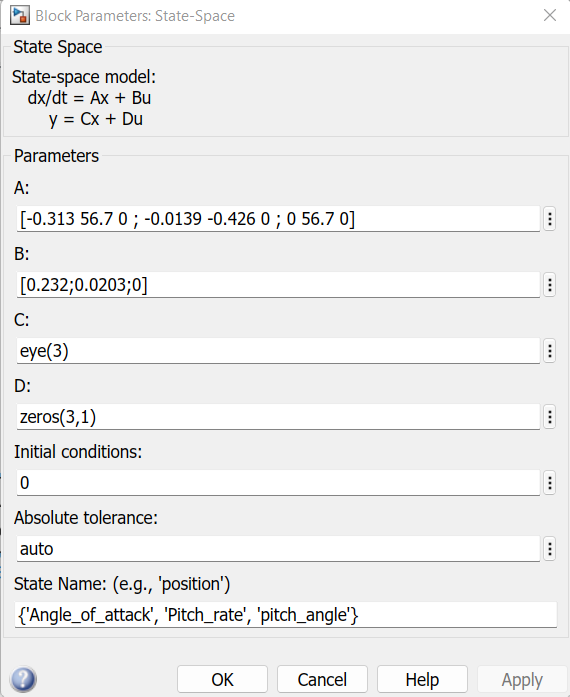 Block Parameters: State-Space
State Space
State-space model:
dx/dt = Ax + Bu
y = Cx + Du
Parameters
A:
[-0.313 56.7 0 ; -0.0139 -0.426 0 ; 0 56.7 0]
B:
[0.232;0.0203;0]
C:
eye(3)
D:
zeros(3,1)
Initial conditions:
0
Absolute tolerance:
auto
State Name: (e.g., 'position')
{'Angle_of_attack', 'Pitch_rate', 'pitch_angle'}
? OK Cancel Help Apply